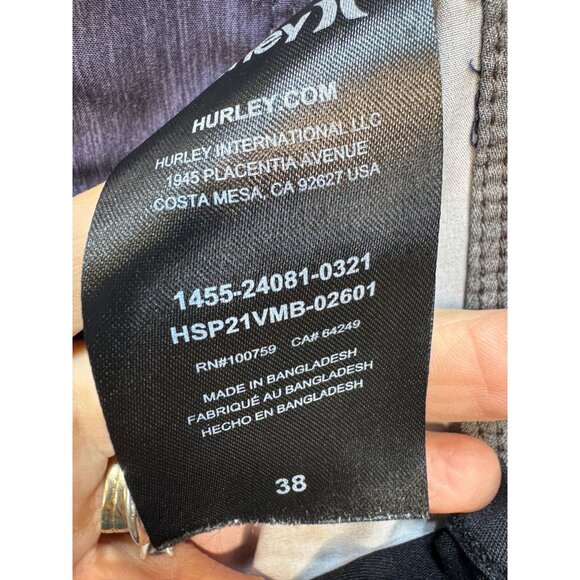 HURLEY.COM
HURLEY INTERNATIONAL LLC
1945 PLACENTIA AVENUE
COSTA MESA, CA 92627 USA
1455-24081-0321
HSP21VMB-02601
RN#100759 CA# 64249
MADE IN BANGLADESH
FABRIQUÉ AU BANGLADESH
HECHO EN BANGLADESH
38